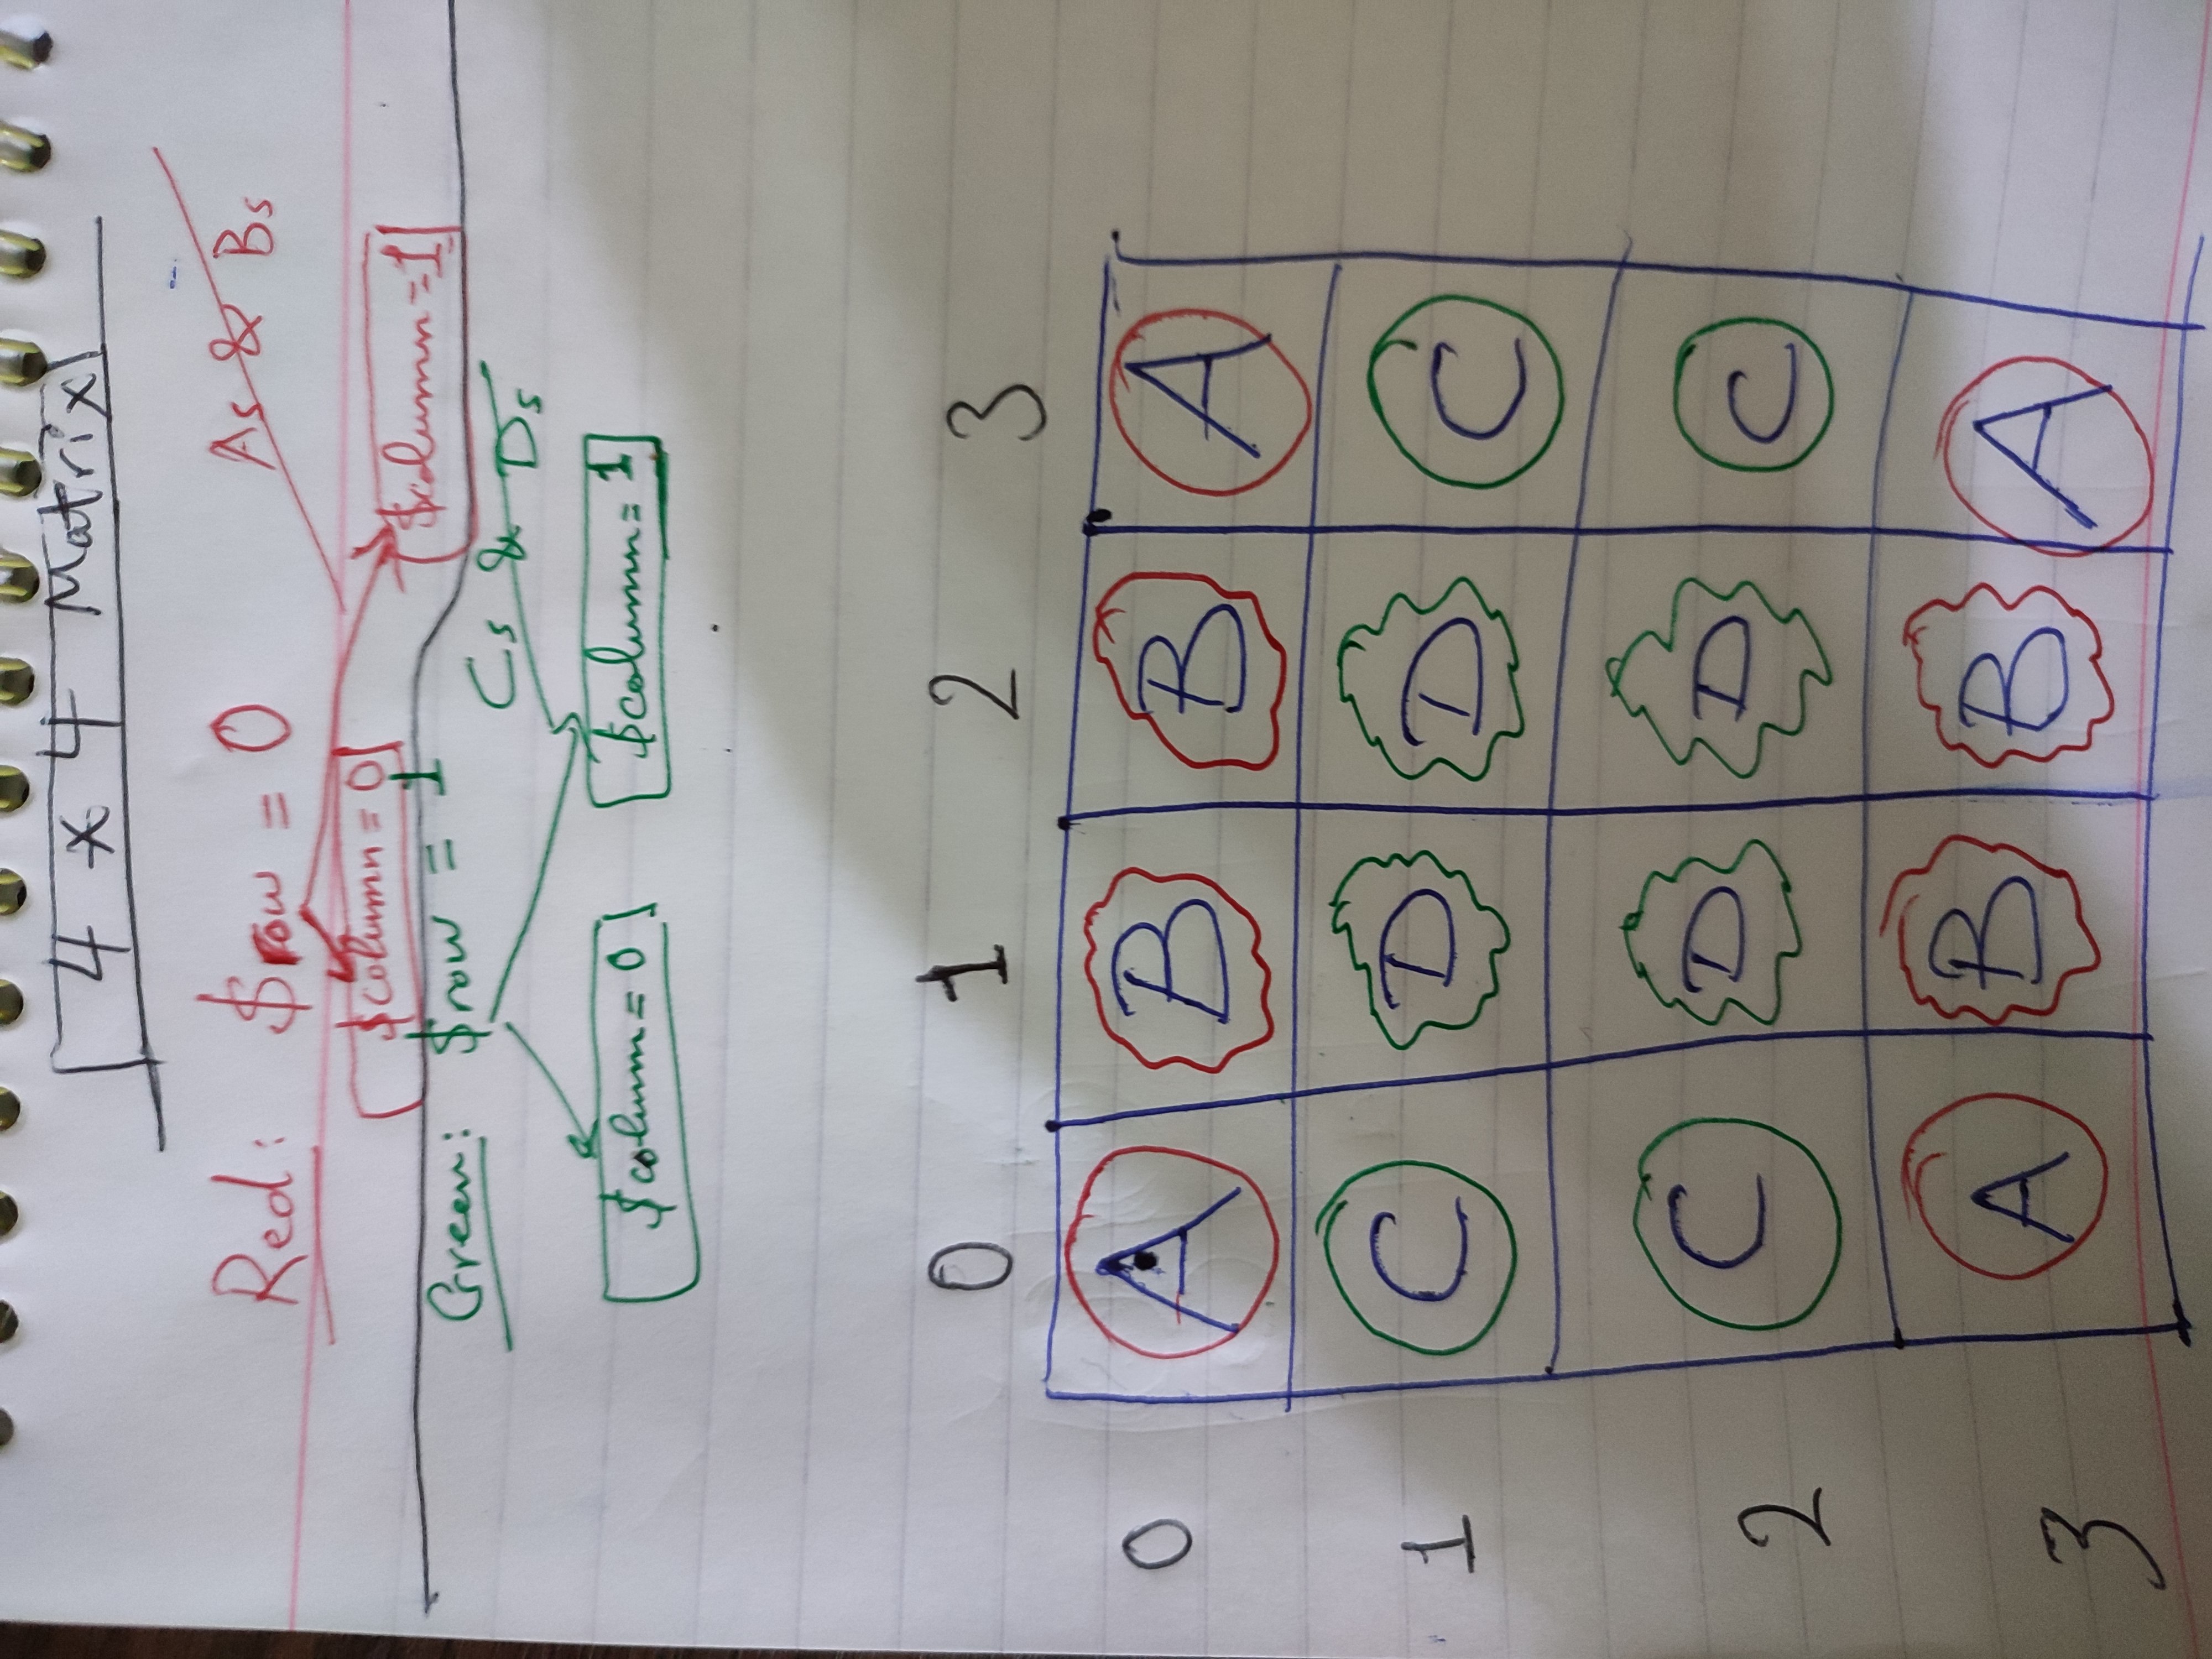 4 x 4 Matrix
Red: $row = 0 As & Bs
$column = 0 $column = 1
Green: $row = 1 Cs & Ds
$column = 0 $column = 1
0 1 2 3
0 A B B A
1 C D D C
2 C D D C
3 A B B A